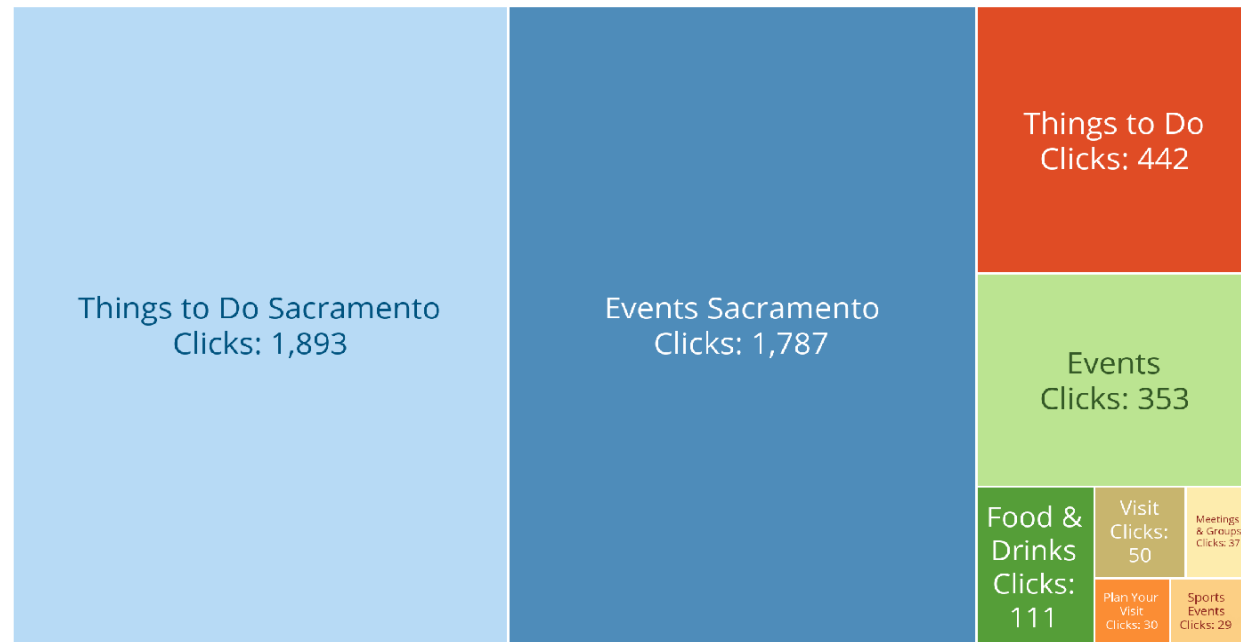 Things to Do Sacramento
Clicks: 1,893
Events Sacramento
Clicks: 1,787
Things to Do
Clicks: 442
Events
Clicks: 353
Food &
Drinks
Clicks:
111
Visit
Clicks:
50
Meetings
& Groups
Clicks: 37
Plan Your
Visit
Clicks: 30
Sports
Events
Clicks: 29